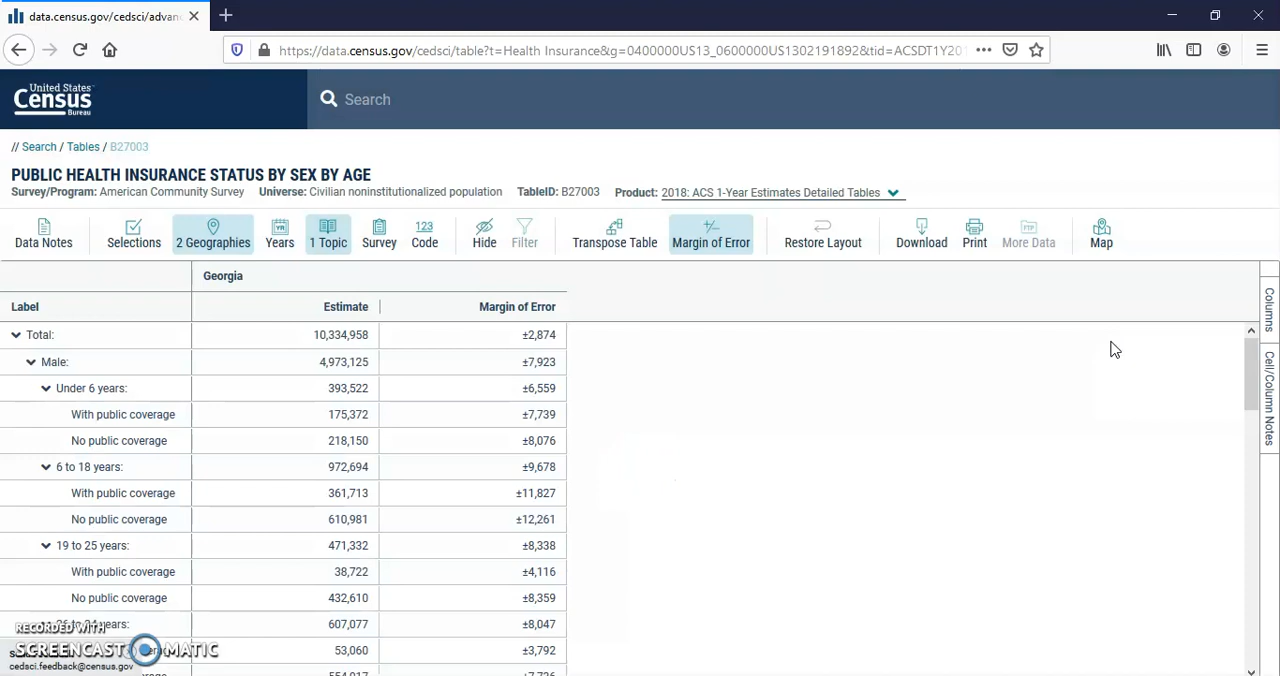 data.census.gov/cedsci/advan
https://data.census.gov/cedsci/table?t=Health Insurance&g=0400000US13_0600000US1302191892&tid=ACSDT1Y201
United States
Census
Bureau
Search
// Search / Tables / B27003
PUBLIC HEALTH INSURANCE STATUS BY SEX BY AGE
Survey/Program: American Community Survey Universe: Civilian noninstitutionalized population TableID: B27003 Product: 2018: ACS 1-Year Estimates Detailed Tables
Data Notes Selections 2 Geographies YR Years 1 Topic Survey 123 Code Hide Filter Transpose Table +/- Margin of Error Restore Layout Download Print FTP More Data Map
Georgia
Label Estimate Margin of Error
Total: 10,334,958 ±2,874
Male: 4,973,125 ±7,923
Under 6 years: 393,522 ±6,559
With public coverage 175,372 ±7,739
No public coverage 218,150 ±8,076
6 to 18 years: 972,694 ±9,678
With public coverage 361,713 ±11,827
No public coverage 610,981 ±12,261
19 to 25 years: 471,332 ±8,338
With public coverage 38,722 ±4,116
No public coverage 432,610 ±8,359
years: 607,077 ±8,047
53,060 ±3,792
Columns
Cell/Column Notes
RECORDED WITH
SCREENCAST MATIC
cedsci.feedback@census.gov